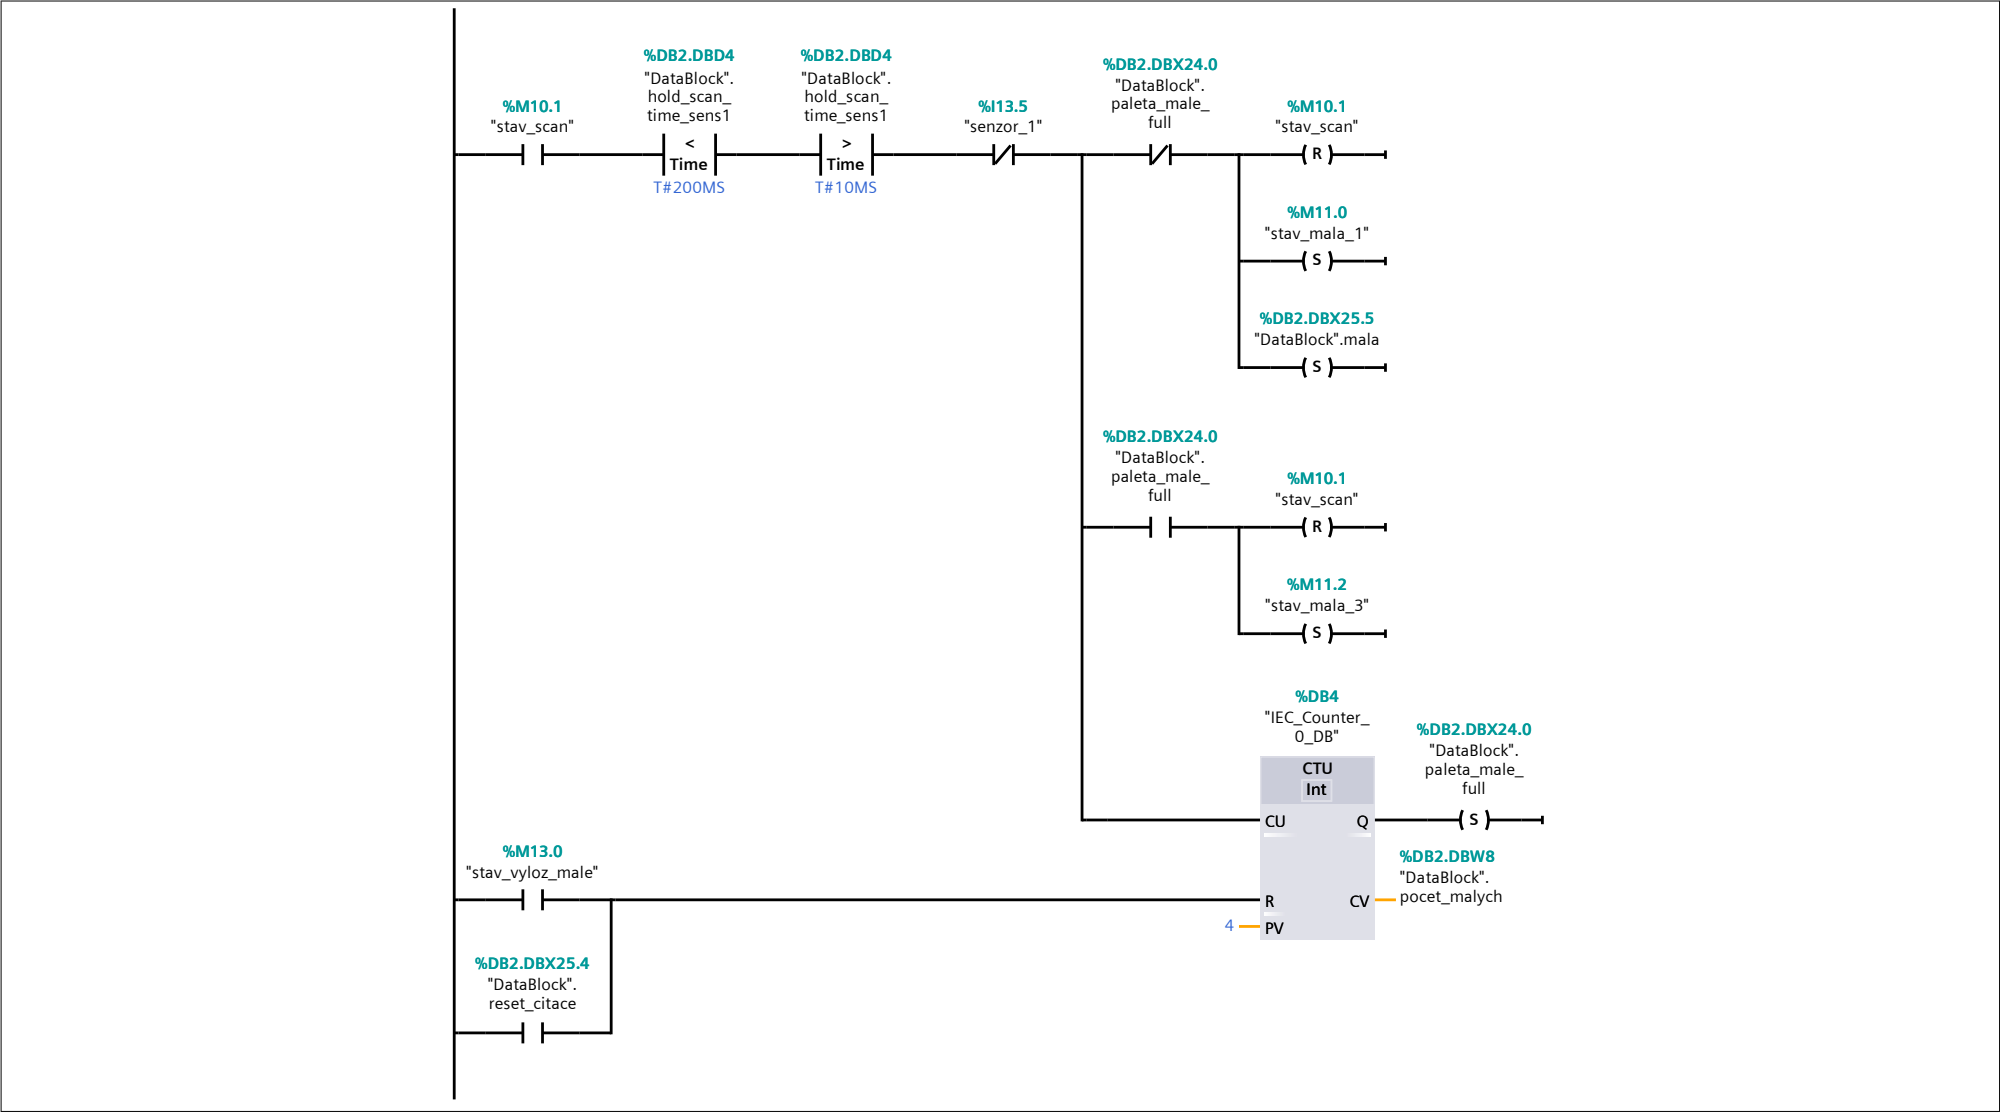 %DB2.DBD4
"DataBlock".
hold_scan_
time_sens1
%DB2.DBD4
"DataBlock".
hold_scan_
time_sens1
%DB2.DBX24.0
"DataBlock".
paleta_male_
full
%M10.1
"stav_scan"
<
Time
T#200MS
>
Time
T#10MS
%I13.5
"senzor_1"
%M10.1
"stav_scan"
R
%M11.0
"stav_mala_1"
S
%DB2.DBX25.5
"DataBlock".mala
S
%DB2.DBX24.0
"DataBlock".
paleta_male_
full
%M10.1
"stav_scan"
R
%M11.2
"stav_mala_3"
S
%DB4
"IEC_Counter_
0_DB"
CTU
Int
CU
Q
%DB2.DBX24.0
"DataBlock".
paleta_male_
full
S
%M13.0
"stav_vyloz_male"
R
CV
%DB2.DBW8
"DataBlock".
pocet_malych
4
PV
%DB2.DBX25.4
"DataBlock".
reset_citace